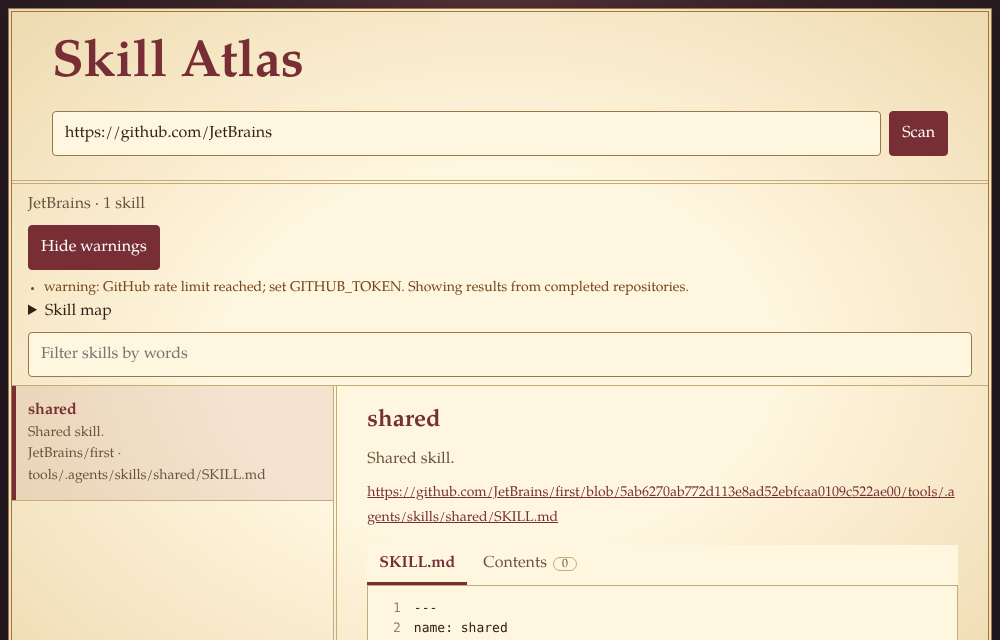 Skill Atlas
https://github.com/JetBrains
Scan
JetBrains · 1 skill
Hide warnings
• warning: GitHub rate limit reached; set GITHUB_TOKEN. Showing results from completed repositories.
Skill map
Filter skills by words
shared
Shared skill.
JetBrains/first ·
tools/.agents/skills/shared/SKILL.md
shared
Shared skill.
https://github.com/JetBrains/first/blob/5ab6270ab772d113e8ad52ebfcaa0109c522ae00/tools/.a
gents/skills/shared/SKILL.md
SKILL.md Contents 0
1 ---
2 name: shared